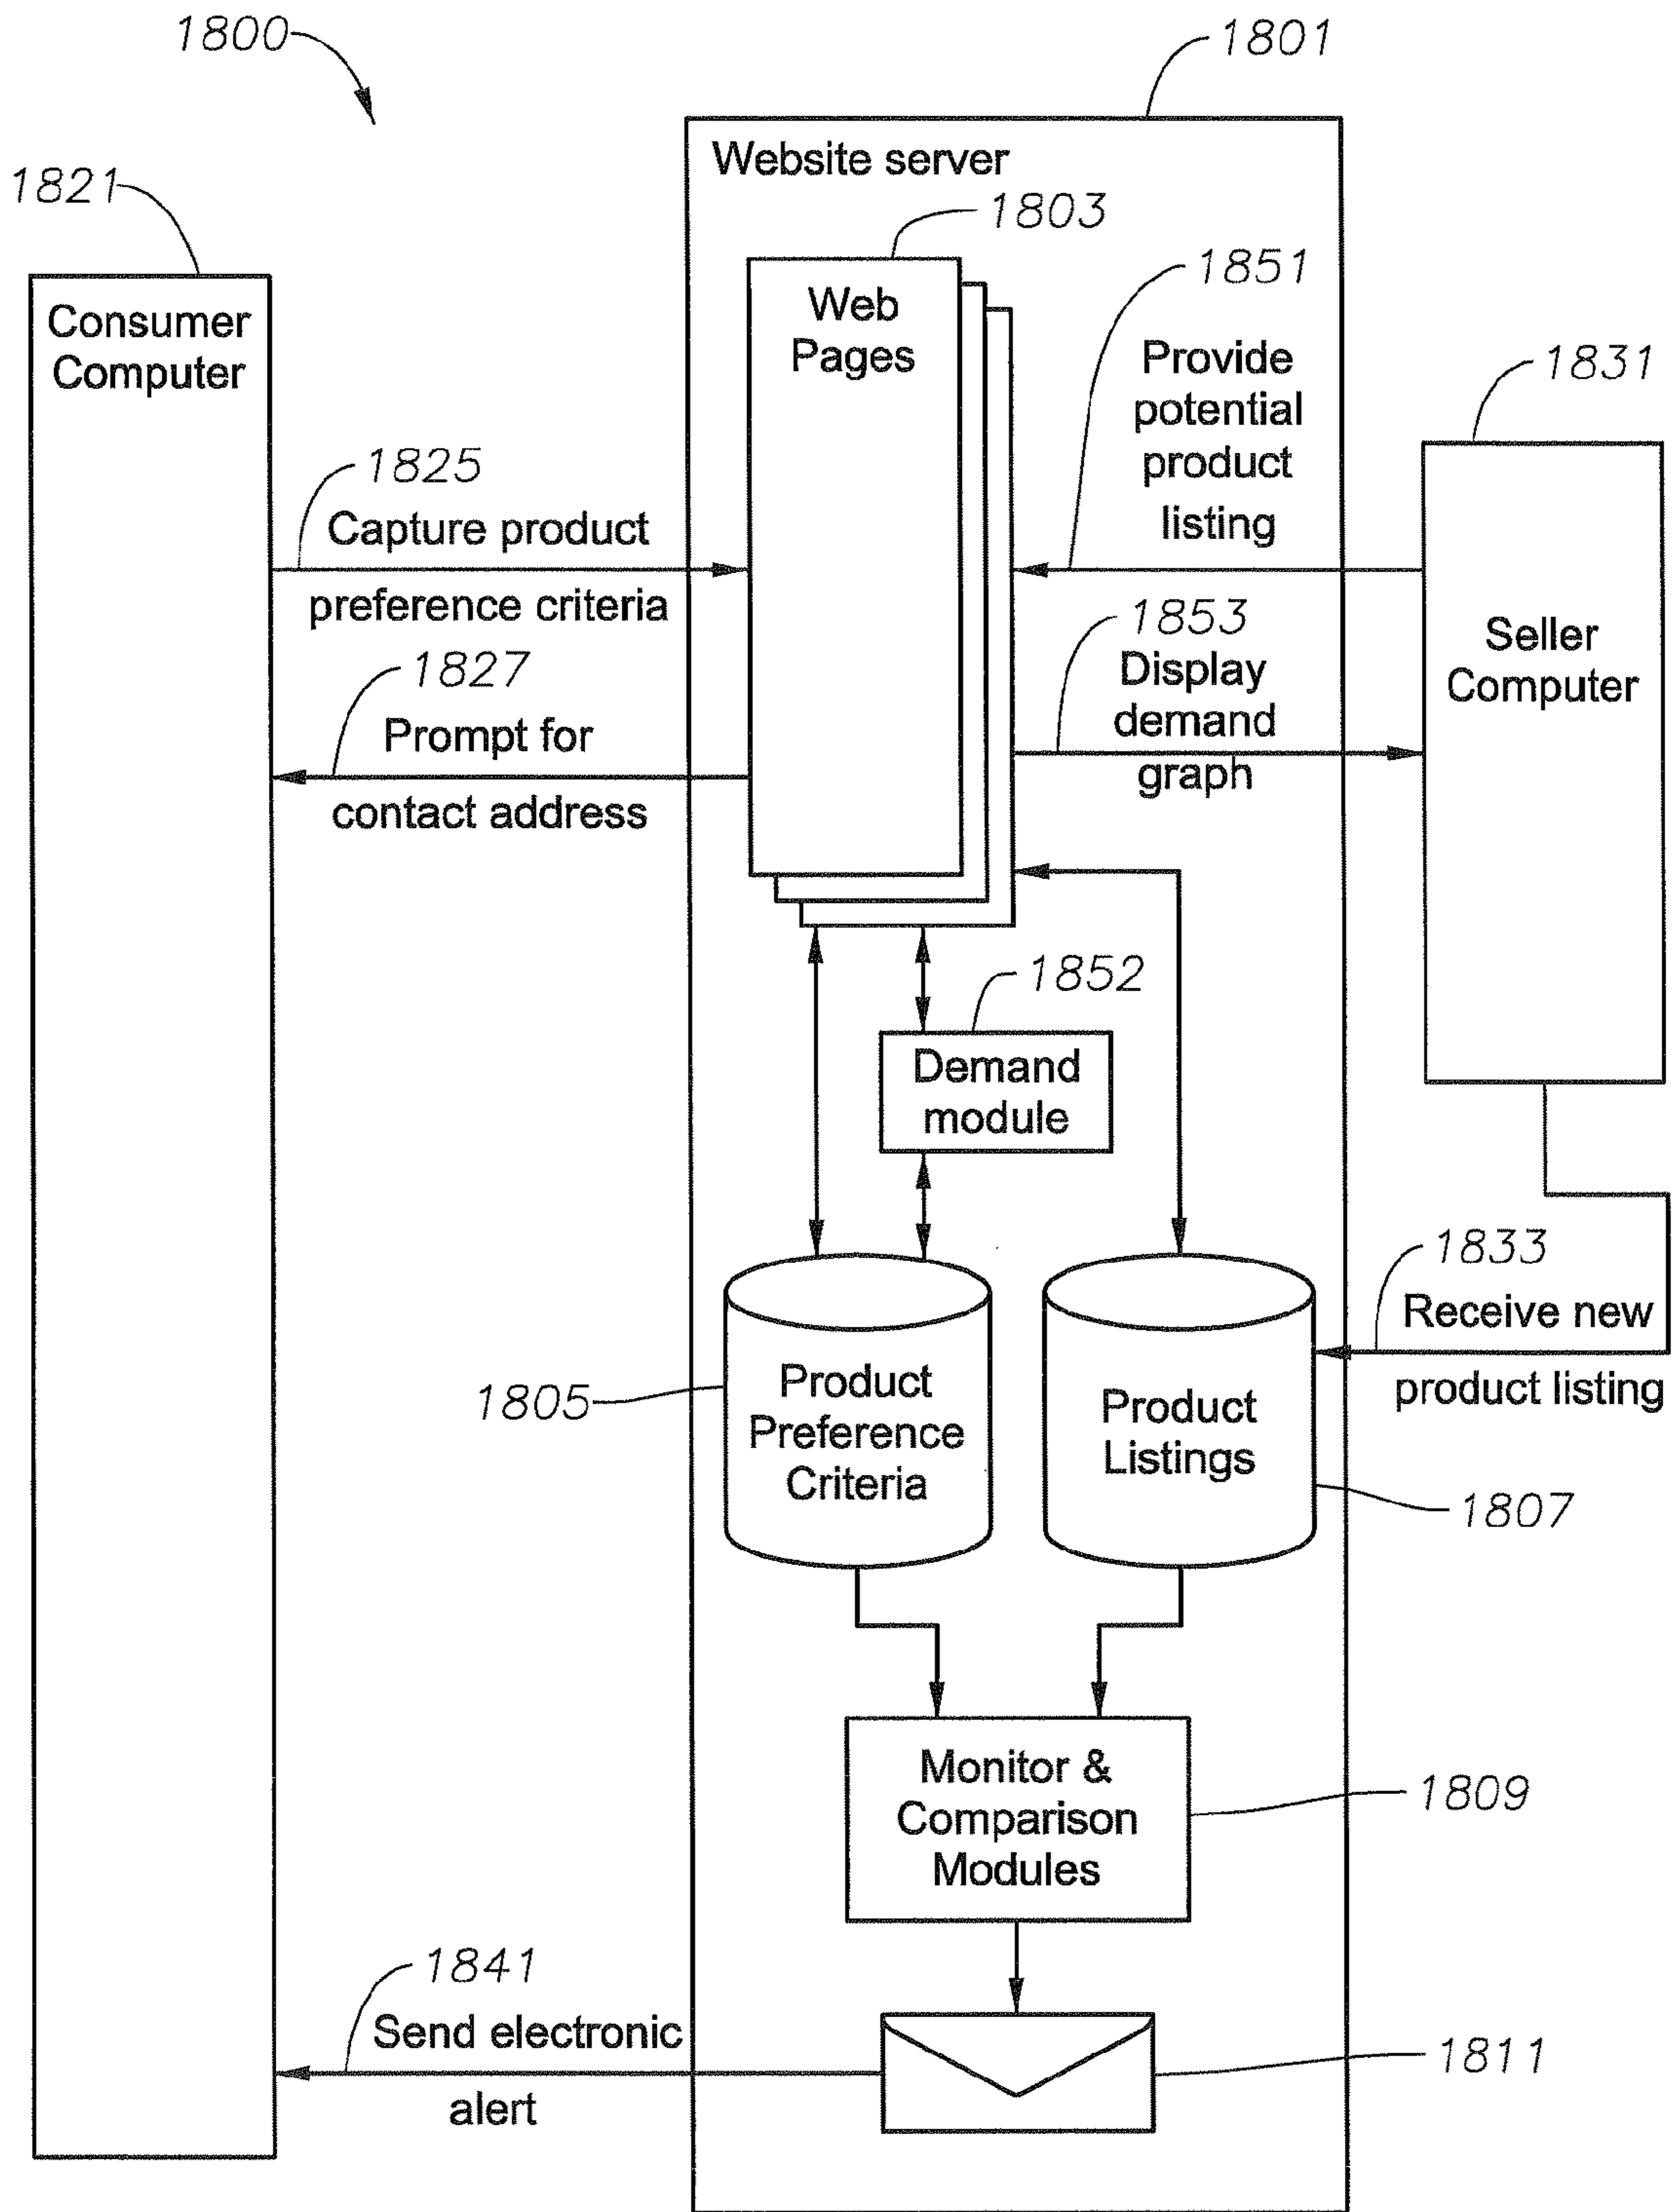 1800
1801
Website server
1821
1803
Consumer
Computer
Web
Pages
1851
Provide
potential
product
listing
1831
1825
Capture product
preference criteria
1853
Display
demand
graph
Seller
Computer
1827
Prompt for
contact address
1852
Demand
module
1833
Receive new
product listing
1805
Product
Preference
Criteria
Product
Listings
1807
Monitor &
Comparison
Modules
1809
1841
Send electronic
alert
1811